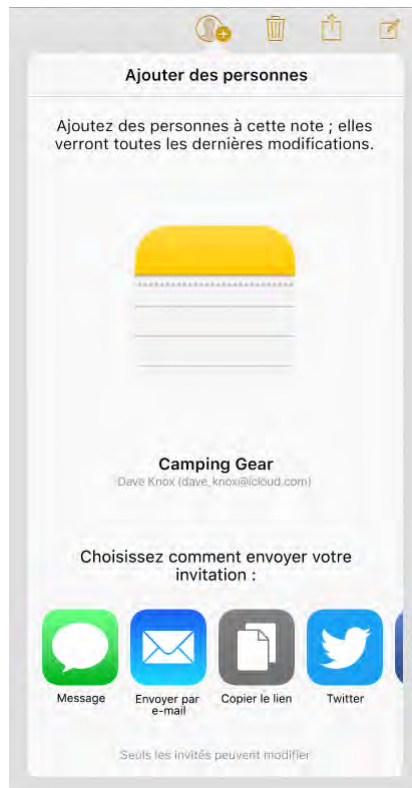 Ajouter des personnes
Ajoutez des personnes à cette note ; elles
verront toutes les dernières modifications.
Camping Gear
Dave Knox (dave_knox@icloud.com)
Choisissez comment envoyer votre
invitation :
Message
Envoyer par
e-mail
Copier le lien
Twitter
Seuls les invités peuvent modifier